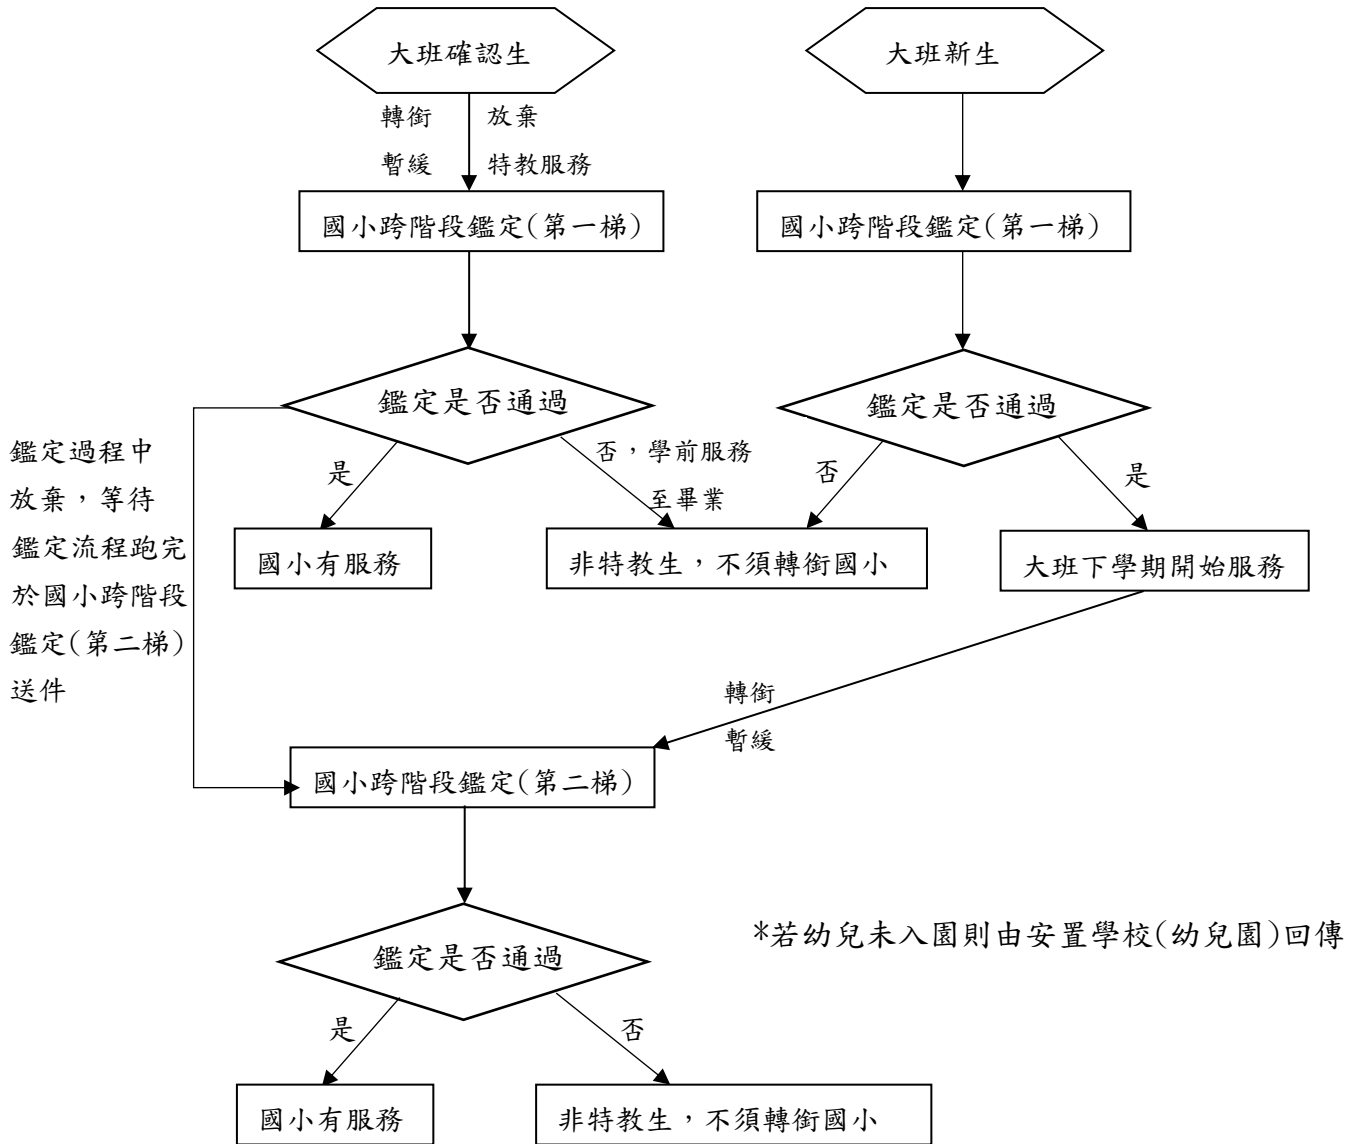 大班確認生
大班新生
轉銜
放棄
暫緩
特教服務
國小跨階段鑑定(第一梯)
國小跨階段鑑定(第一梯)
鑑定是否通過
鑑定是否通過
鑑定過程中
放棄，等待
鑑定流程跑完
於國小跨階段
鑑定(第二梯)
送件
是
否，學前服務
至畢業
否
是
國小有服務
非特教生，不須轉銜國小
大班下學期開始服務
轉銜
暫緩
國小跨階段鑑定(第二梯)
鑑定是否通過
*若幼兒未入園則由安置學校(幼兒園)回傳
是
否
國小有服務
非特教生，不須轉銜國小